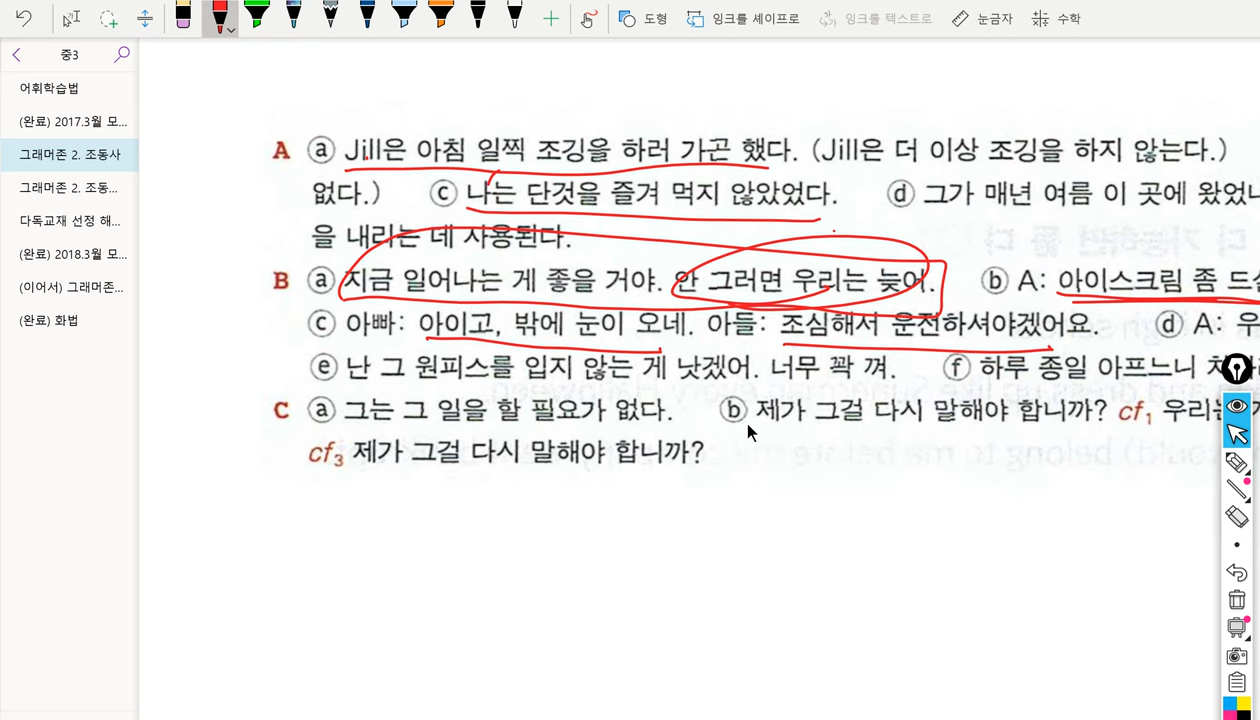 도형
잉크를 셰이프로
잉크를 텍스트로
눈금자
수학
중3
어휘학습법
(완료) 2017.3월 모...
그래머존 2. 조동사
그래머존 2. 조동...
다독교재 선정 해...
(완료) 2018.3월 모...
(이어서) 그래머존...
(완료) 화법
A ⓐ Jill은 아침 일찍 조깅을 하러 가곤 했다. (Jill은 더 이상 조깅을 하지 않는다.)
없다.) ⓒ 나는 단것을 즐겨 먹지 않았었다. ⓓ 그가 매년 여름 이 곳에 왔었나
을 내리는 데 사용된다.
B ⓐ 지금 일어나는 게 좋을 거야. 안 그러면 우리는 늦어. ⓑ A: 아이스크림 좀 드실
ⓒ 아빠: 아이고, 밖에 눈이 오네. 아들: 조심해서 운전하셔야겠어요. ⓓ A: 운
ⓔ 난 그 원피스를 입지 않는 게 낫겠어. 너무 꽉 껴. ⓕ 하루 종일 아프느니
C ⓐ 그는 그 일을 할 필요가 없다. ⓑ 제가 그걸 다시 말해야 합니까? cf₁ 우리는
cf₃ 제가 그걸 다시 말해야 합니까?